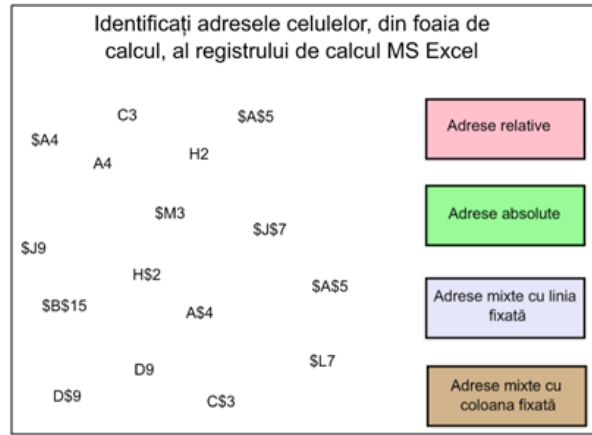 Identificați adresele celulelor, din foaia de
calcul, al registrului de calcul MS Excel
C3
$A$5
Adrese relative
$A4
A4
H2
$M3
Adrese absolute
$J$7
$J9
H$2
$A$5
Adrese mixte cu linia
fixată
$B$15
A$4
$L7
D9
Adrese mixte cu
coloana fixată
D$9
C$3